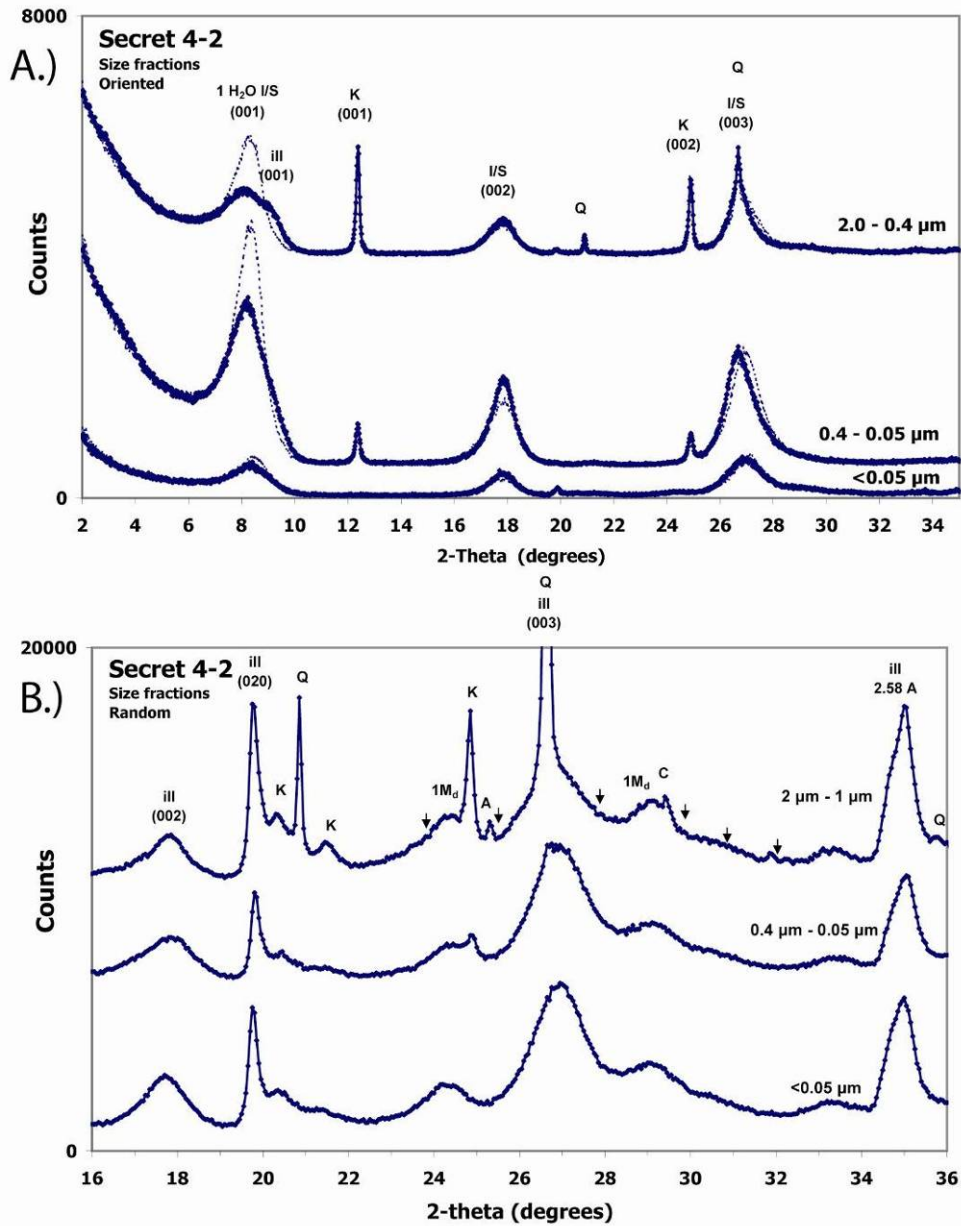 A.)
8000
Secret 4-2
Size fractions
Oriented
1 H₂O I/S
(001)
ill
(001)
K
(001)
I/S
(002)
Q
K
(002)
Q
I/S
(003)
2.0 - 0.4 µm
0.4 - 0.05 µm
<0.05 µm
Counts
0
2 4 6 8 10 12 14 16 18 20 22 24 26 28 30 32 34
2-Theta (degrees)
B.)
20000
Secret 4-2
Size fractions
Random
ill
(002)
ill
(020)
K
Q
K
1M_d
K
A
Q
ill
(003)
1M_d
C
ill
2.58 A
Q
2 µm - 1 µm
0.4 µm - 0.05 µm
<0.05 µm
Counts
0
16 18 20 22 24 26 28 30 32 34 36
2-theta (degrees)